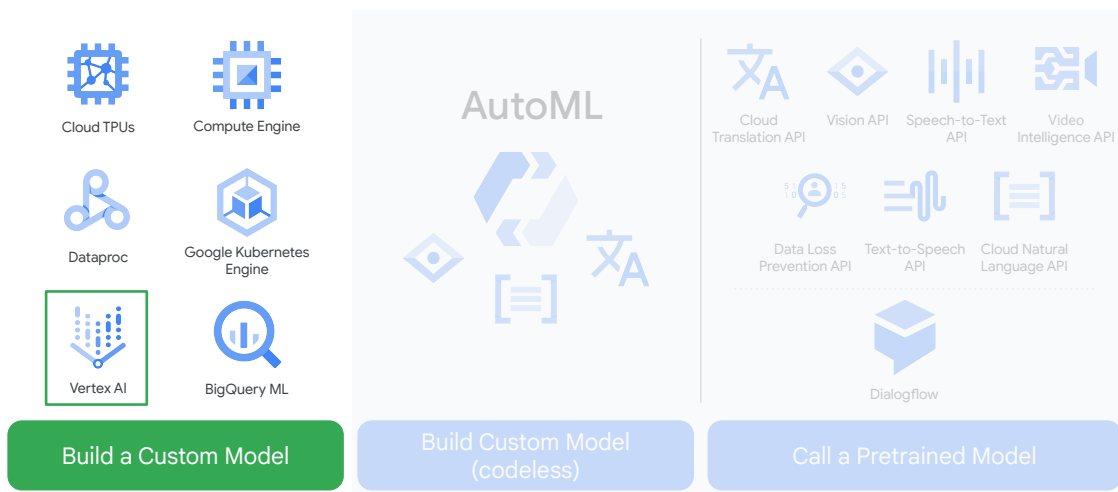 Cloud TPUs
Compute Engine
Dataproc
Google Kubernetes
Engine
Vertex AI
BigQuery ML
Build a Custom Model
AutoML
Build Custom Model
(codeless)
Cloud
Translation API
Vision API
Speech-to-Text
API
Video
Intelligence API
Data Loss
Prevention API
Text-to-Speech
API
Cloud Natural
Language API
Dialogflow
Call a Pretrained Model